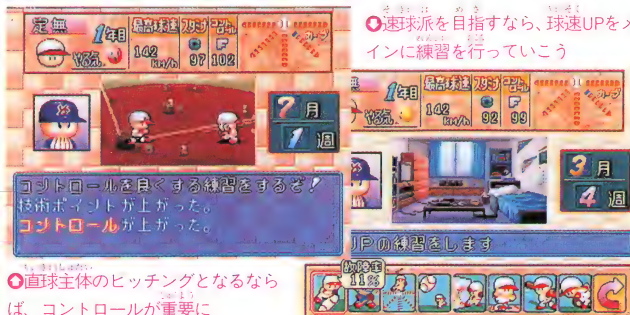 定無
1年目
やる気
最高球速
スタミナ
コントロール
142
km/h
97
F
102
カーブ
7月
1週
コントロールを良くする練習をするぞ!
技術ポイントが上がった。
コントロールが上がった。
直球主体のピッチングとなるなら
ば、コントロールが重要に
速球派を目指すなら、球速UPをメ
インに練習を行っていこう
1年目
やる気
最高球速
スタミナ
142
km/h
92
F
99
カーブ
3月
4週
UPの練習をします
故障率
11%